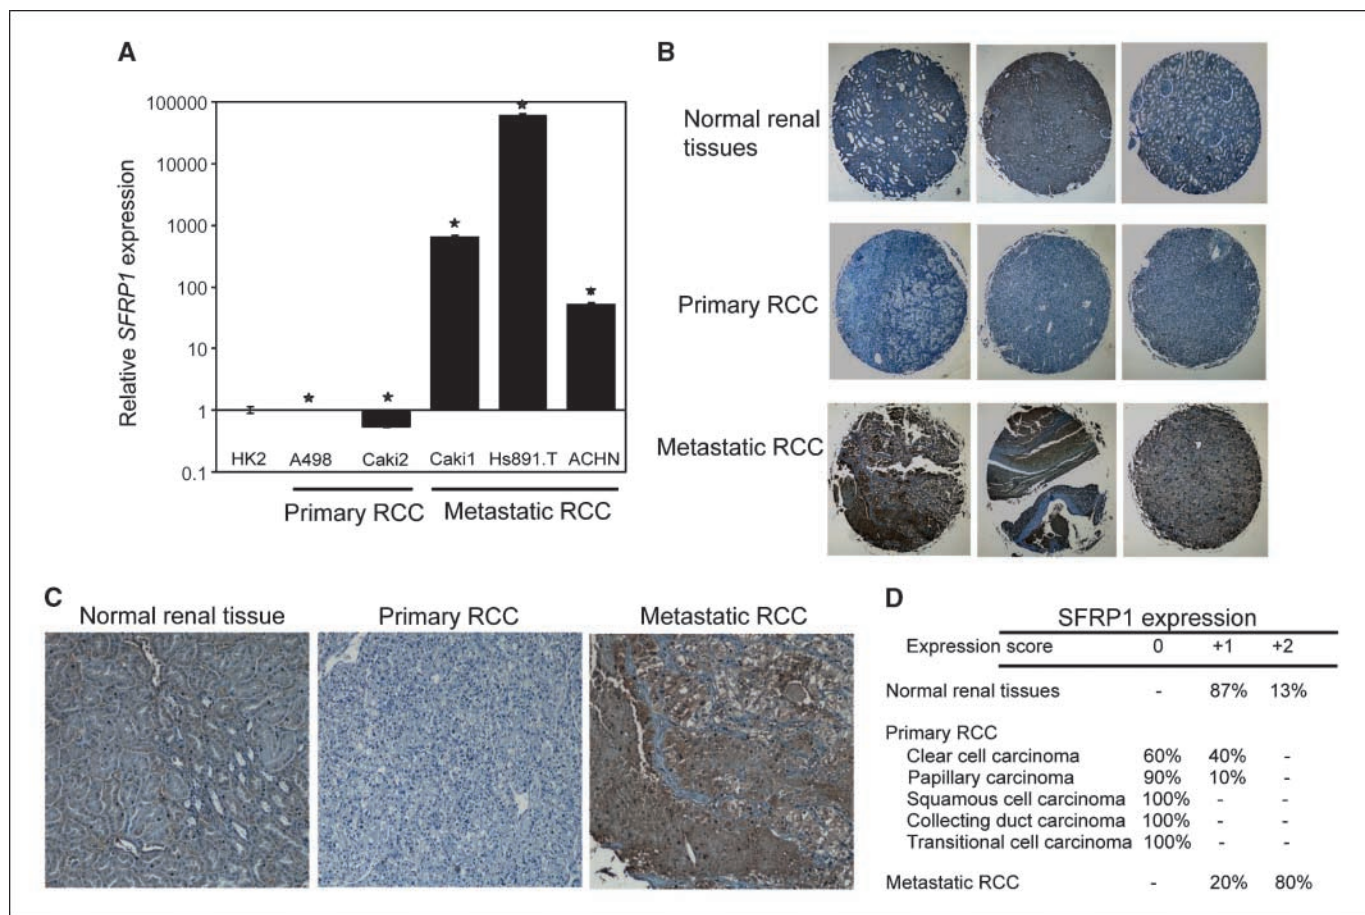 A
100000
10000
1000
100
10
1
0.1
Relative SFRP1 expression
HK2 A498 Caki2 Caki1 Hs891.T ACHN
Primary RCC Metastatic RCC
B
Normal renal
tissues
Primary RCC
Metastatic RCC
C
Normal renal tissue Primary RCC Metastatic RCC
D
SFRP1 expression
Expression score 0 +1 +2
Normal renal tissues - 87% 13%
Primary RCC
Clear cell carcinoma 60% 40% -
Papillary carcinoma 90% 10% -
Squamous cell carcinoma 100% - -
Collecting duct carcinoma 100% - -
Transitional cell carcinoma 100% - -
Metastatic RCC - 20% 80%